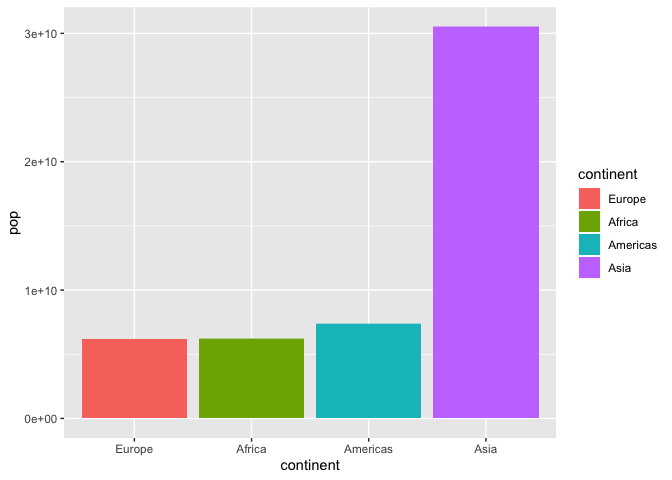 3e+10
2e+10
1e+10
0e+00
pop
Europe Africa Americas Asia
continent
continent
Europe
Africa
Americas
Asia